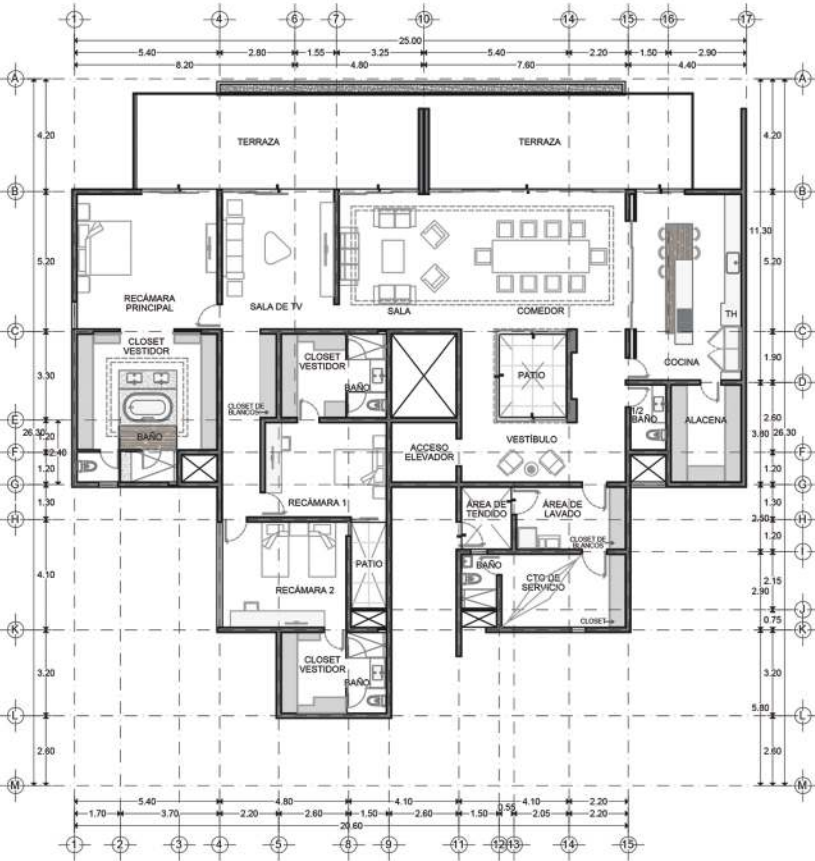 1 4 6 7 10 14 15 16 17
25.00
5.40 2.80 1.55 3.25 5.40 2.20 1.50 2.90
8.20 4.80 7.60 4.40
A A
4.20 TERRAZA TERRAZA 4.20
B B
11.30
5.20 5.20
RECÁMARA
PRINCIPAL
SALA DE TV
SALA
COMEDOR
TH
COCINA
C C
1.90
D
3.30
CLOSET
VESTIDOR
BAÑO
CLOSET DE
BLANCOS
CLOSET
VESTIDOR
BAÑO
PATIO
1/2
BAÑO
ALACENA
2.60
3.80
26.30
E
26.30
1.20
2.40
F F
1.20 1.20
G G
ACCESO
ELEVADOR
VESTÍBULO
RECÁMARA 1
1.30 1.30
2.50
H H
1.20
I
ÁREA DE
TENDIDO
ÁREA DE
LAVADO
CLOSET DE
BLANCOS
4.10
RECÁMARA 2
PATIO
BAÑO
CTO DE
SERVICIO
CLOSET
2.15
2.90
J
0.75
K K
3.20 3.20
CLOSET
VESTIDOR
BAÑO
L L
5.80
2.60 2.60
M M
5.40 4.80 4.10 4.10 2.20
0.55
1.70 3.70 2.20 2.60 1.50 2.60 1.50 2.05 2.20
20.60
1 2 3 4 5 8 9 11 12 13 14 15